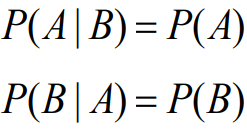 P(A | B) = P(A)
P(B | A) = P(B)